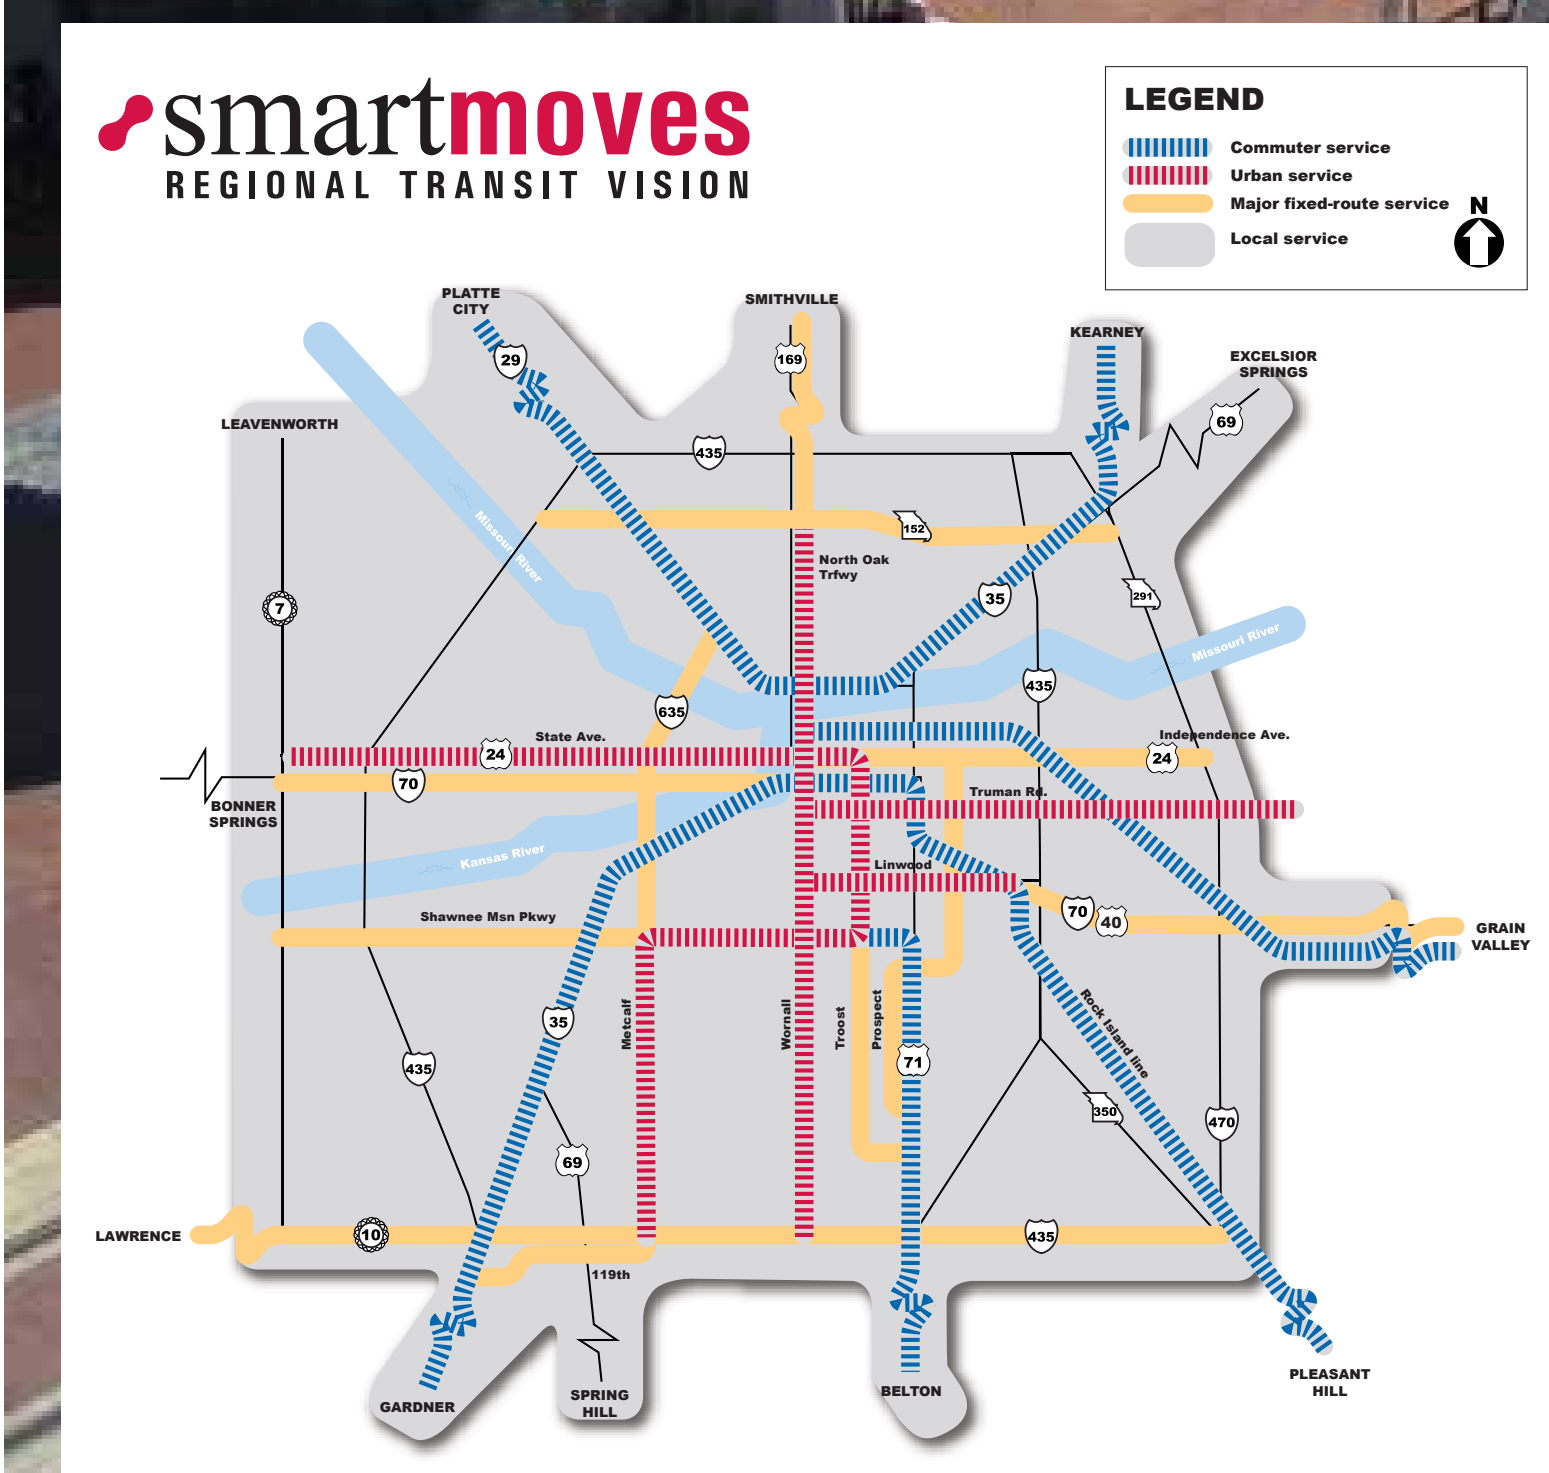 smartmoves
REGIONAL TRANSIT VISION
LEGEND
Commuter service
Urban service
Major fixed-route service
Local service
N
PLATTE
CITY
SMITHVILLE
KEARNEY
EXCELSIOR
SPRINGS
LEAVENWORTH
29
169
69
435
Missouri River
152
North Oak
Trfwy
35
291
7
Missouri River
435
635
State Ave.
24
Independence Ave.
24
70
BONNER
SPRINGS
Truman Rd.
Kansas River
Linwood
Shawnee Msn Pkwy
70
40
GRAIN
VALLEY
35
Metcalf
Wornall
Troost
Prospect
71
Rock Island line
435
350
470
69
LAWRENCE
10
435
119th
GARDNER
SPRING
HILL
BELTON
PLEASANT
HILL